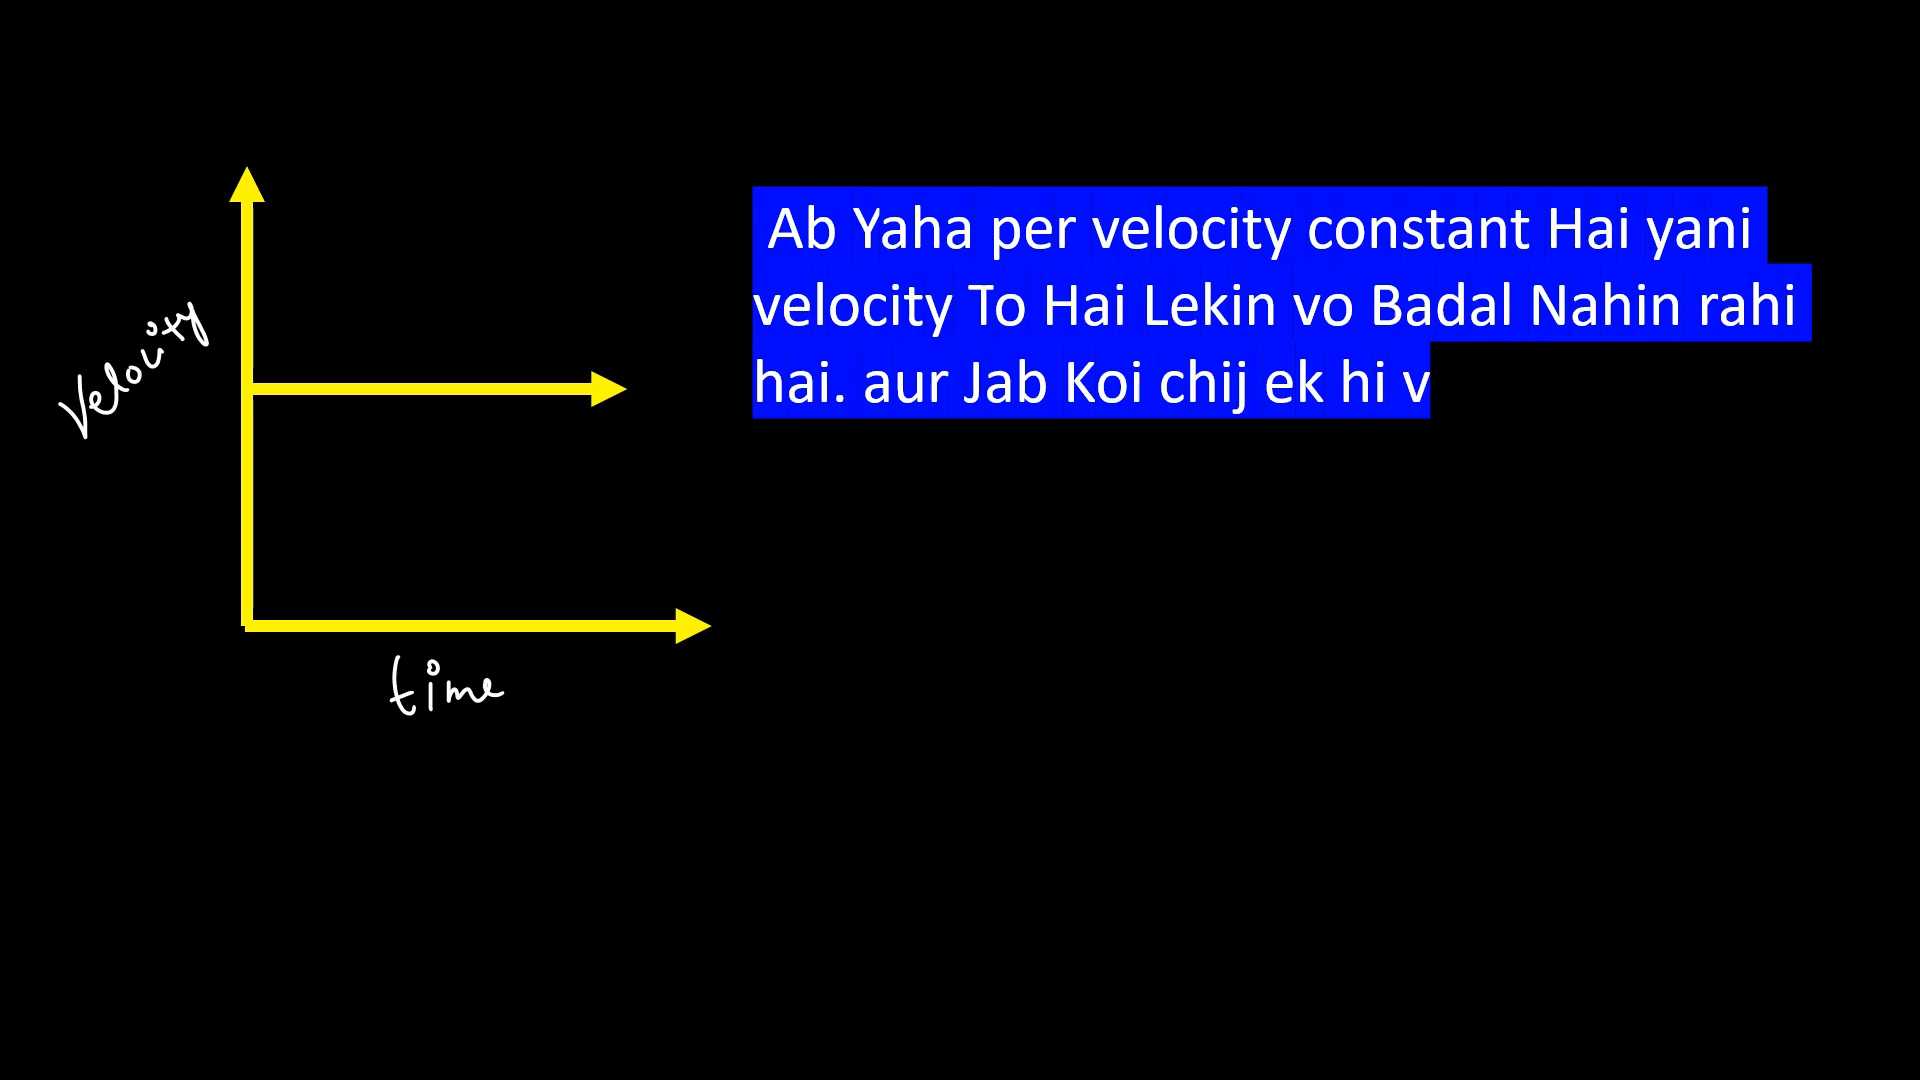 Ab Yaha per velocity constant Hai yani
velocity To Hai Lekin vo Badal Nahin rahi
hai. aur Jab Koi chij ek hi v
Velocity
time